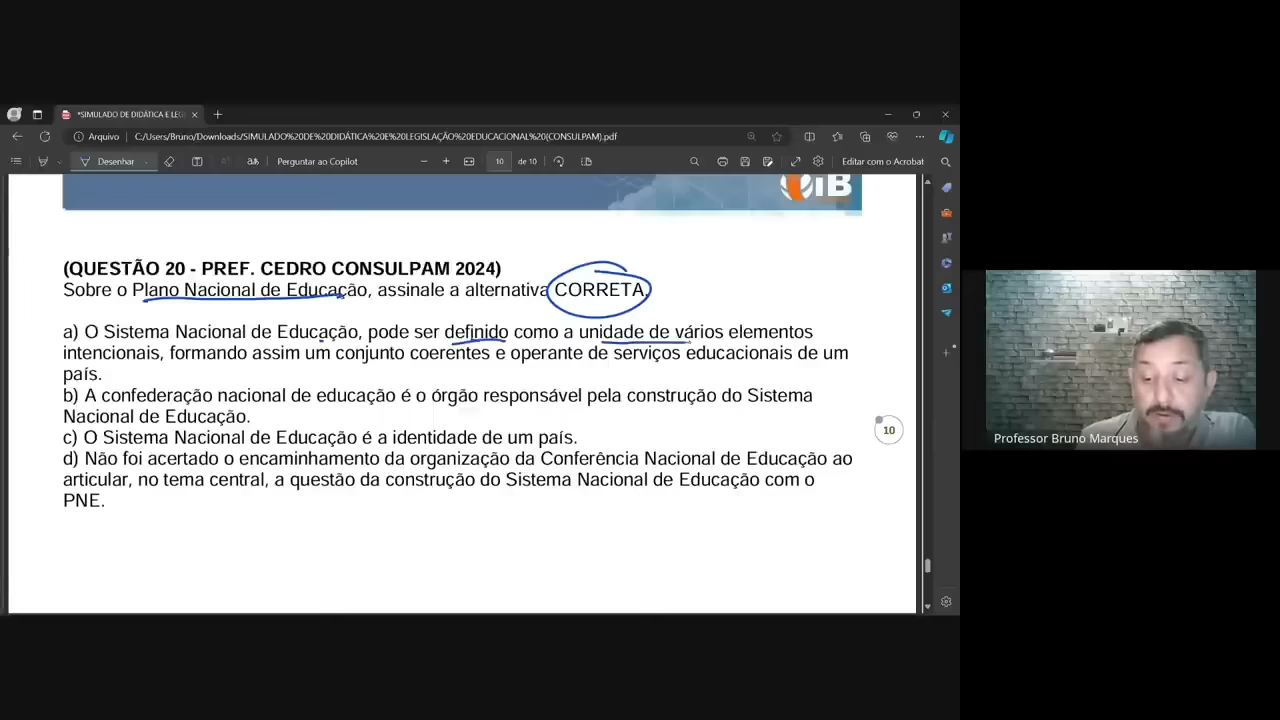 *SIMULADO DE DIDÁTICA E LEG
Arquivo
C:/Users/Bruno/Downloads/SIMULADO%20DE%20DIDÁTICA%20E%20LEGISLAÇÃO%20EDUCACIONAL%20(CONSULPAM).pdf
Desenhar
Perguntar ao Copilot
10
de 10
Editar com o Acrobat
iB
(QUESTÃO 20 - PREF. CEDRO CONSULPAM 2024)
Sobre o Plano Nacional de Educação, assinale a alternativa CORRETA.
a) O Sistema Nacional de Educação, pode ser definido como a unidade de vários elementos
intencionais, formando assim um conjunto coerentes e operante de serviços educacionais de um
país.
b) A confederação nacional de educação é o órgão responsável pela construção do Sistema
Nacional de Educação.
c) O Sistema Nacional de Educação é a identidade de um país.
d) Não foi acertado o encaminhamento da organização da Conferência Nacional de Educação ao
articular, no tema central, a questão da construção do Sistema Nacional de Educação com o
PNE.
10
Professor Bruno Marques